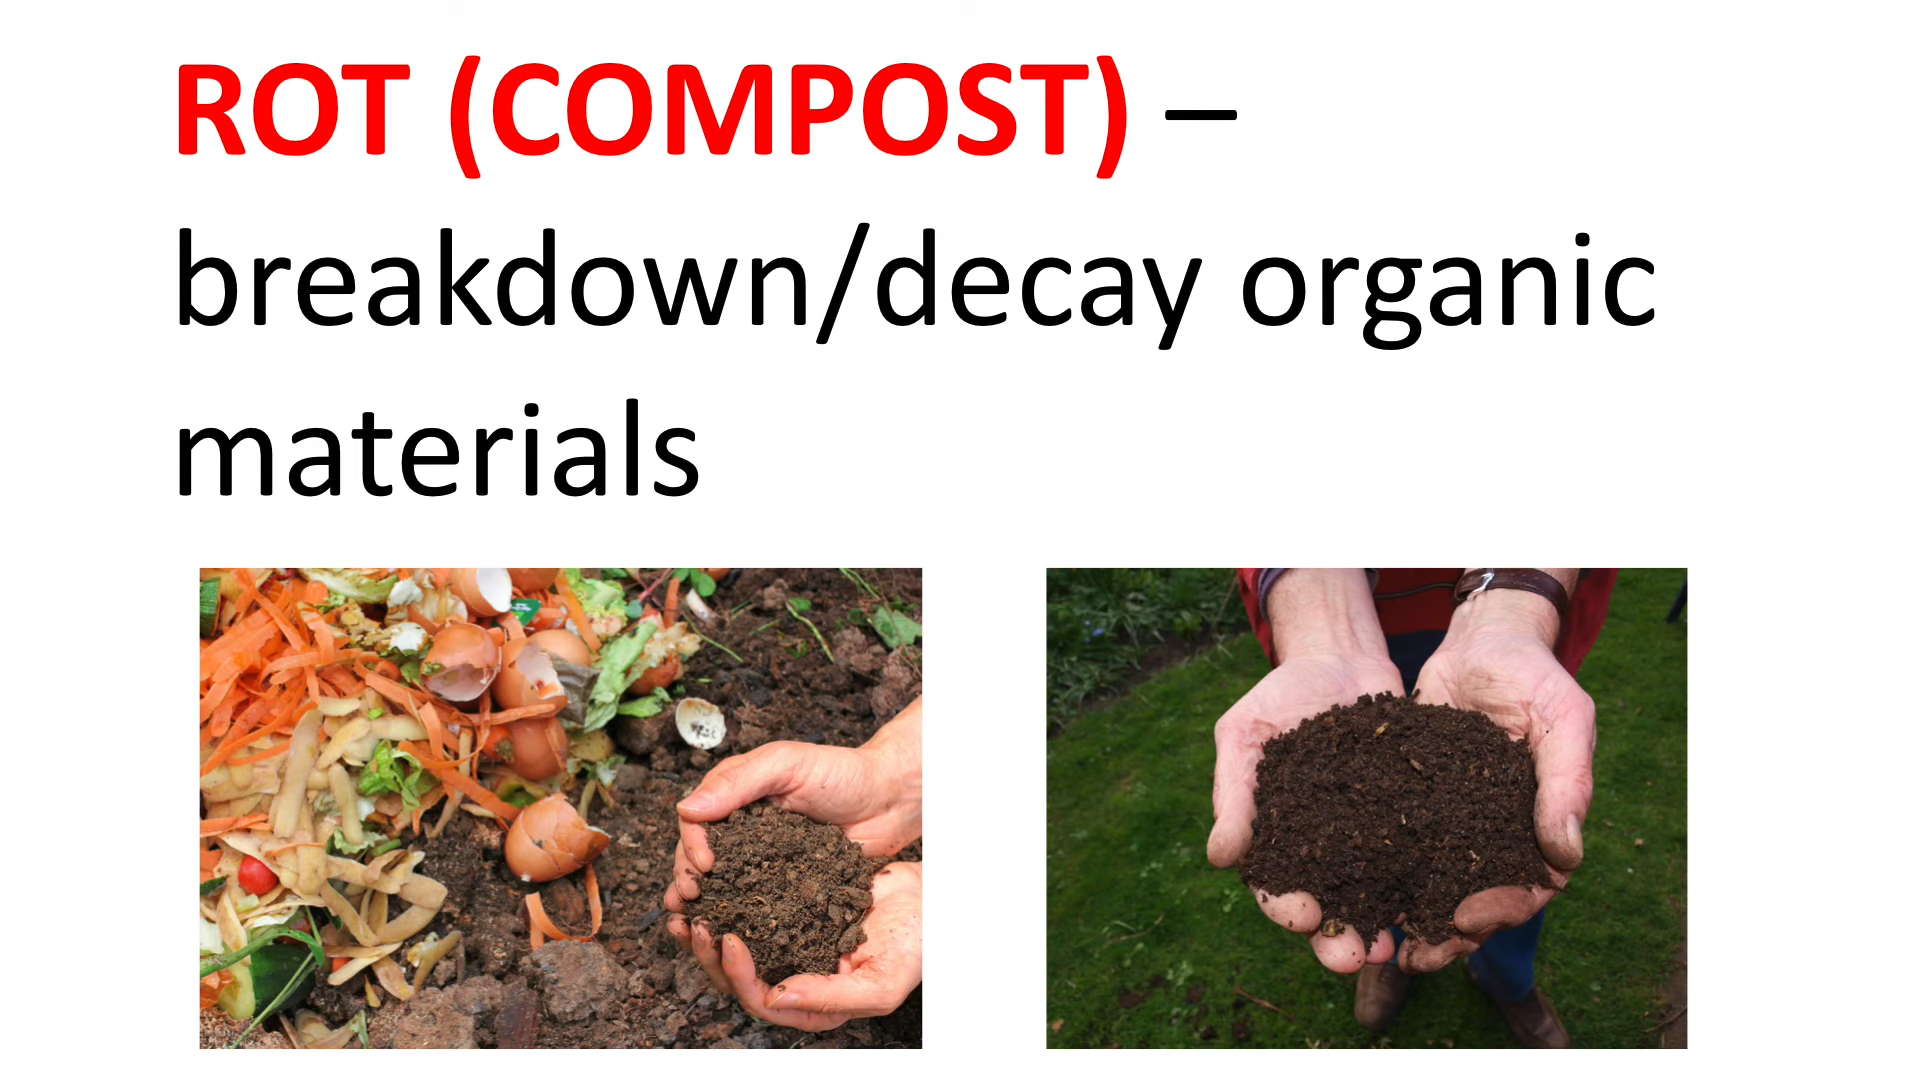 ROT (COMPOST) –
breakdown/decay organic
materials